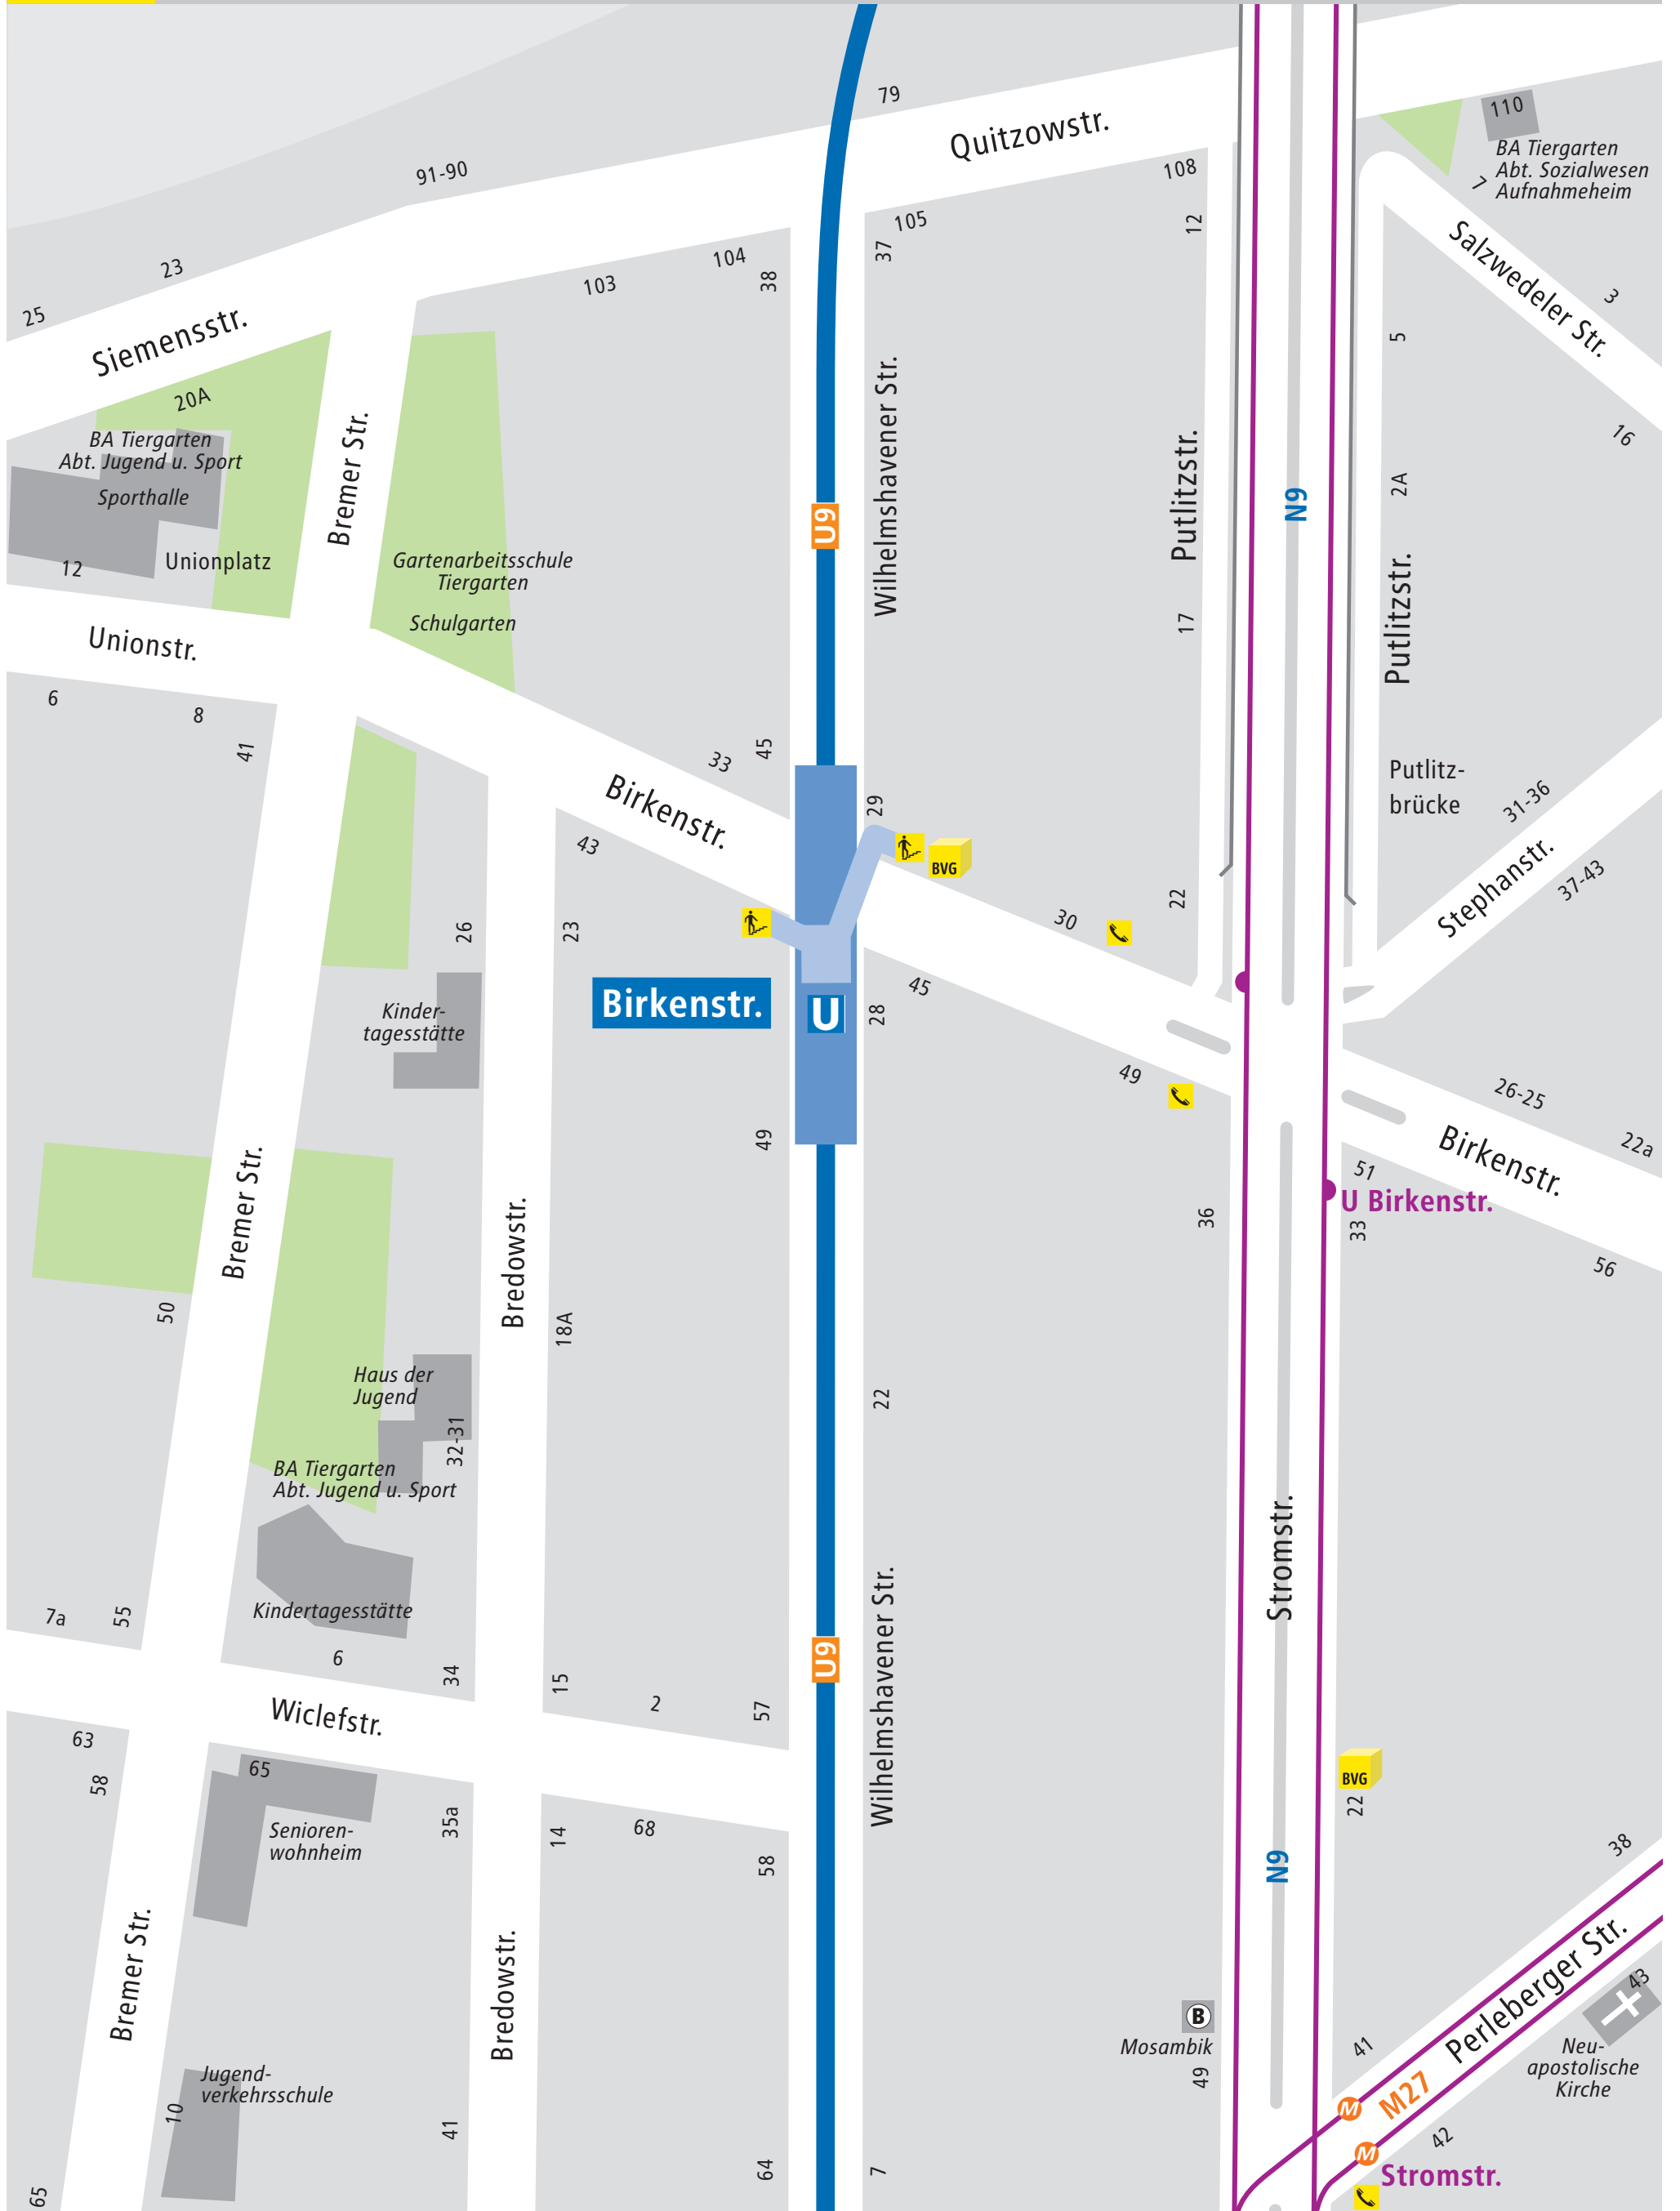 79
Quitzowstr.
91-90
108
105
12
37
110
BA Tiergarten
Abt. Sozialwesen
Aufnahmeheim
7
Salzwedeler Str.
3
16
5
2A
23
25
Siemensstr.
104
103
38
20A
BA Tiergarten
Abt. Jugend u. Sport
Sporthalle
12
Unionplatz
Bremer Str.
Gartenarbeitsschule
Tiergarten
Schulgarten
U9
Wilhelmshavener Str.
Putlitzstr.
17
N9
Putlitzstr.
Unionstr.
6
8
41
33
45
Birkenstr.
43
29
BVG
Putlitz-
brücke
31-36
Stephanstr.
37-43
22
30
26
23
45
28
Birkenstr.
U
Kinder-
tagesstätte
49
49
26-25
22a
Birkenstr.
51
U Birkenstr.
33
56
36
Bremer Str.
50
Bredowstr.
18A
Haus der
Jugend
32-31
22
BA Tiergarten
Abt. Jugend u. Sport
Kindertagesstätte
Stromstr.
7a
55
6
34
15
2
57
U9
Wilhelmshavener Str.
Wiclefstr.
63
58
65
Senioren-
wohnheim
35a
14
68
58
BVG
22
N9
38
Perleberger Str.
43
Neu-
apostolische
Kirche
Bremer Str.
Bredowstr.
B
Mosambik
49
41
M
M27
M
42
Stromstr.
Jugend-
verkehrsschule
10
41
64
7
65